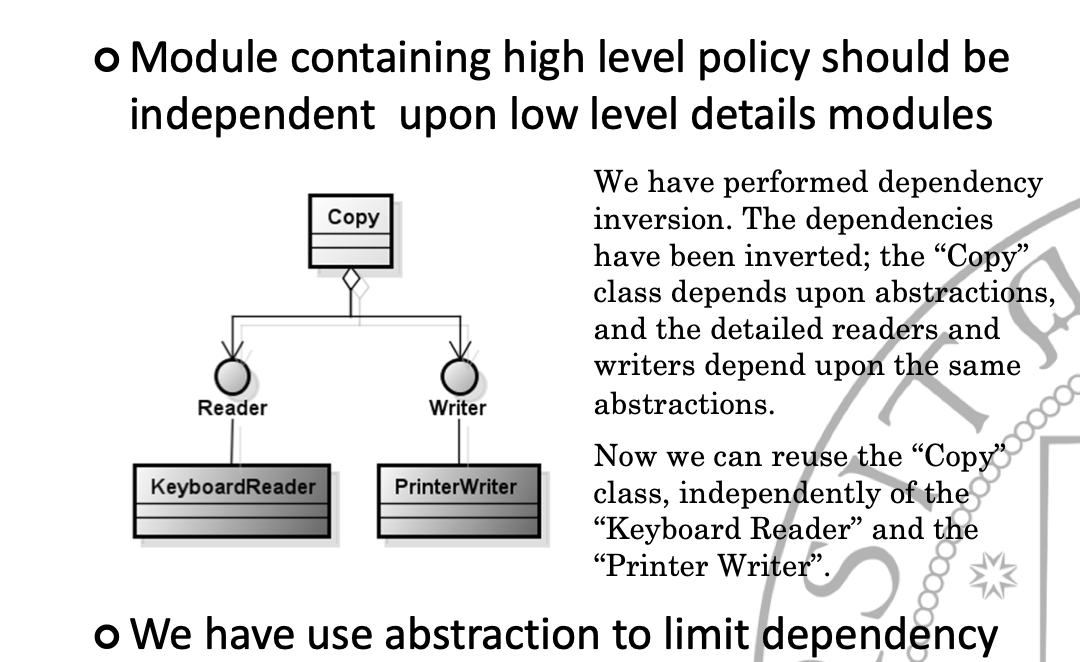 Module containing high level policy should be
independent upon low level details modules
Copy
Reader
Writer
KeyboardReader
PrinterWriter
We have performed dependency
inversion. The dependencies
have been inverted; the “Copy”
class depends upon abstractions,
and the detailed readers and
writers depend upon the same
abstractions.
Now we can reuse the “Copy”
class, independently of the
“Keyboard Reader” and the
“Printer Writer”.
We have use abstraction to limit dependency